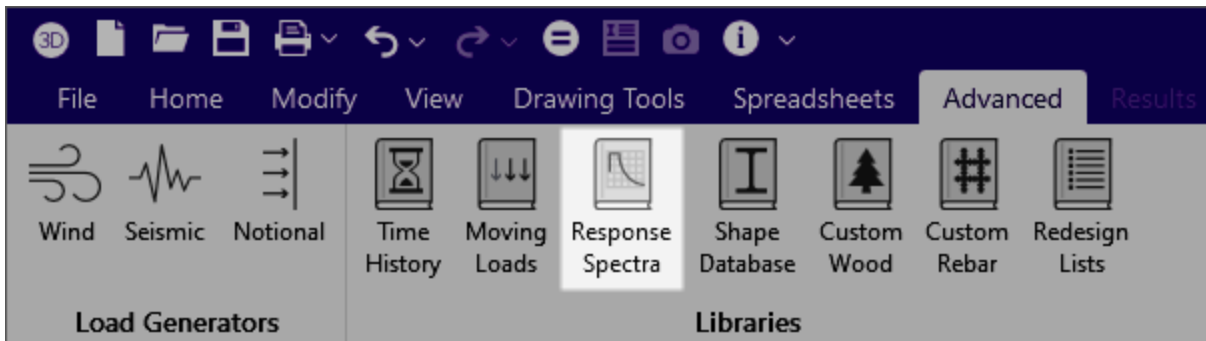 3D
File Home Modify View Drawing Tools Spreadsheets Advanced Results
Wind Seismic Notional Time History Moving Loads Response Spectra Shape Database Custom Wood Custom Rebar Redesign Lists
Load Generators Libraries